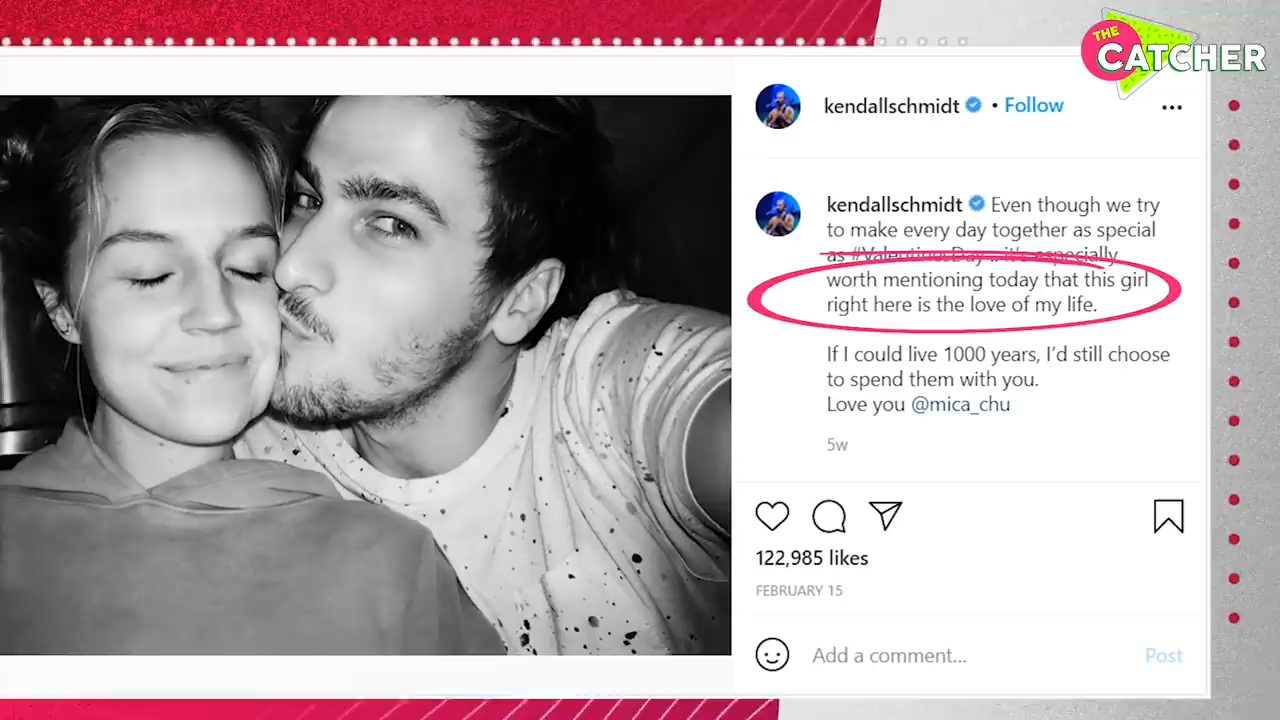 THE
CATCHER
kendallschmidt • Follow
kendallschmidt Even though we try
to make every day together as special
as #ValentinesDay, it's especially
worth mentioning today that this girl
right here is the love of my life.
If I could live 1000 years, I'd still choose
to spend them with you.
Love you @mica_chu
5w
122,985 likes
FEBRUARY 15
Add a comment...
Post